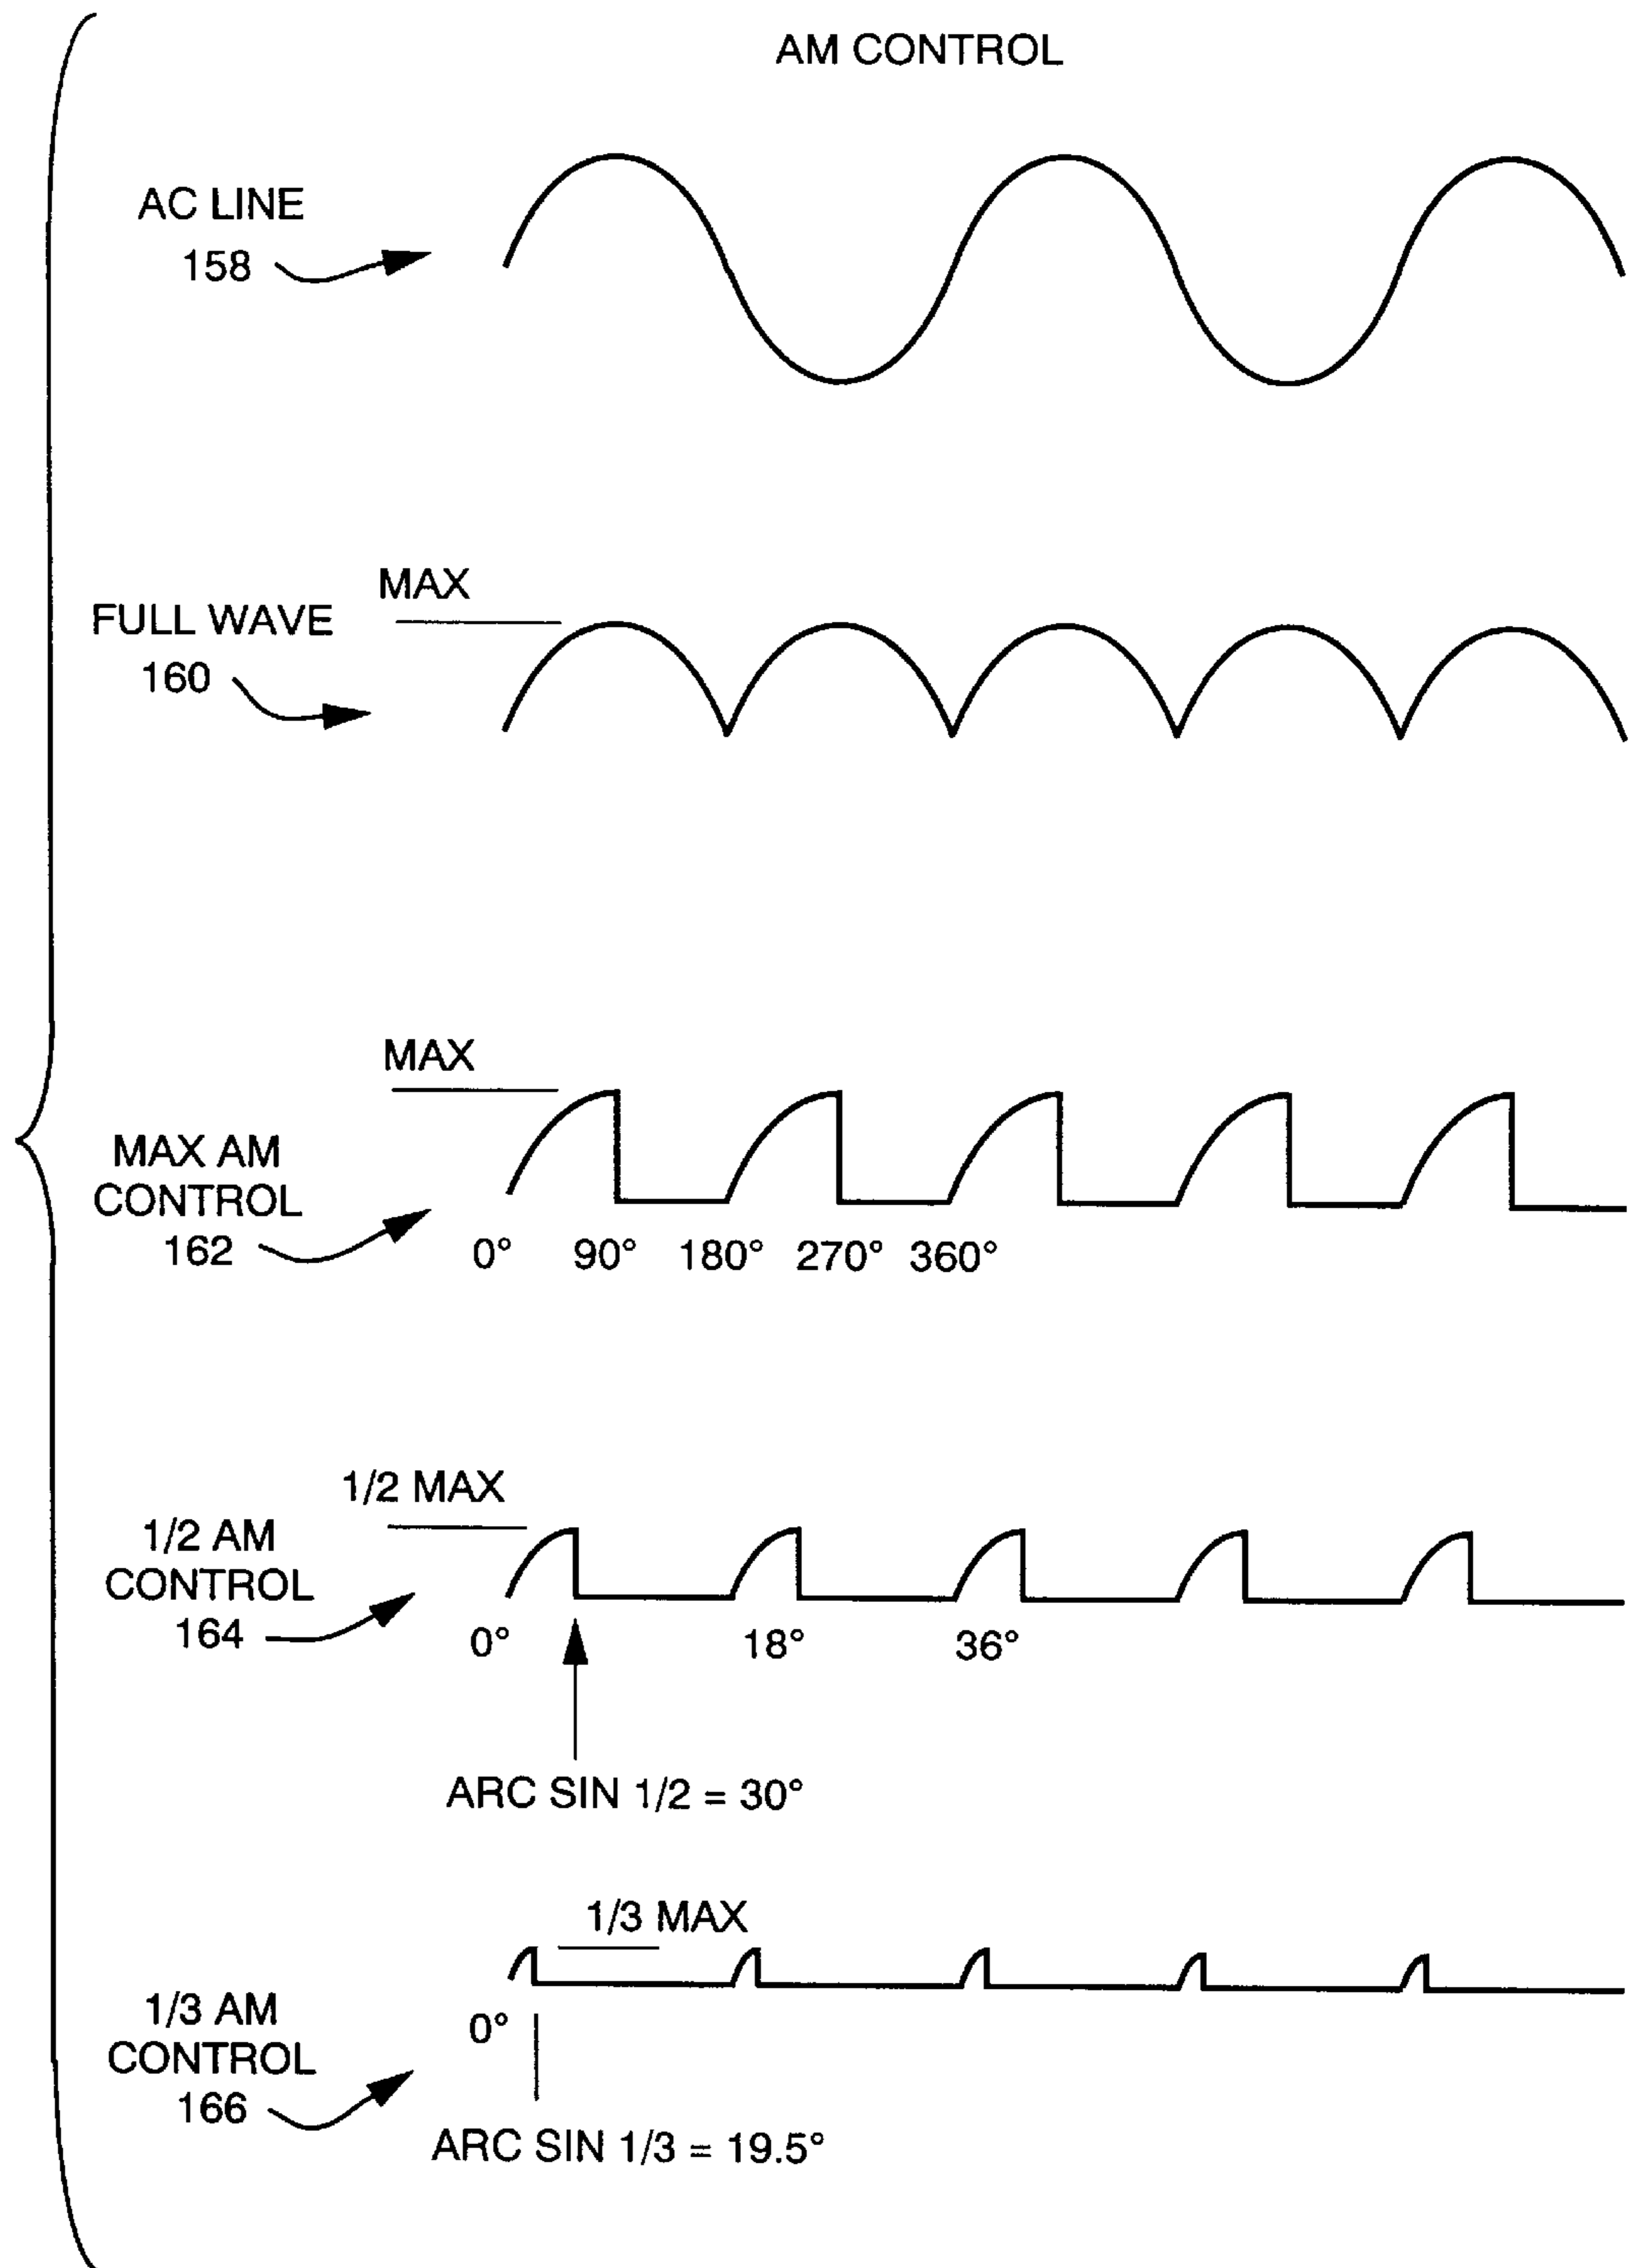 AM CONTROL
AC LINE
158
MAX
FULL WAVE
160
MAX
MAX AM
CONTROL
162
0° 90° 180° 270° 360°
1/2 MAX
1/2 AM
CONTROL
164
0° 18° 36°
ARC SIN 1/2 = 30°
1/3 MAX
1/3 AM
CONTROL
166
0°
ARC SIN 1/3 = 19.5°